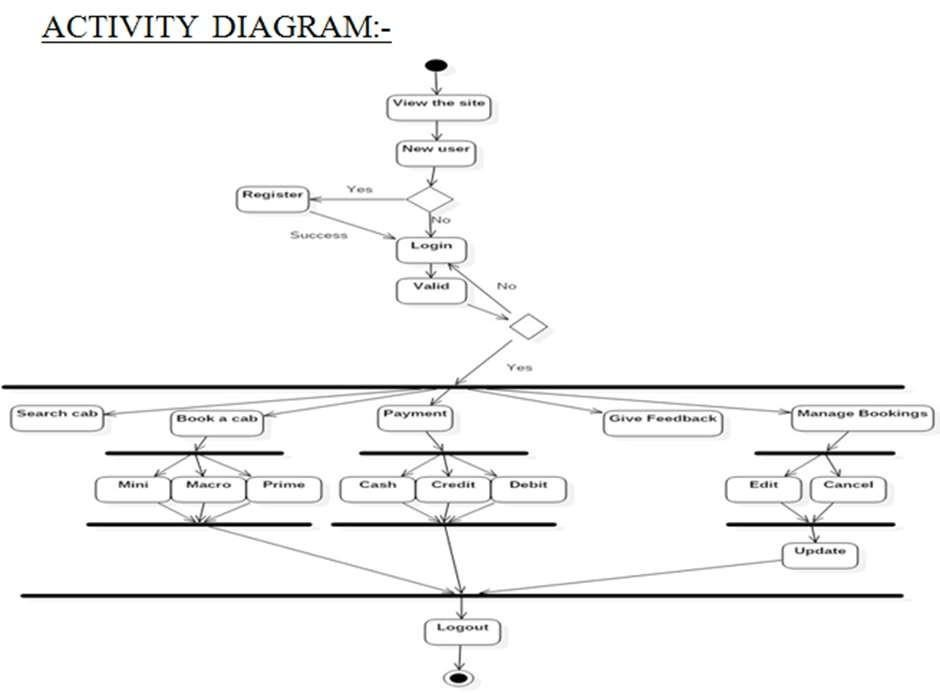 ACTIVITY DIAGRAM:-
View the site
New user
Register
Yes
No
Success
Login
Valid
No
Yes
Search cab
Book a cab
Payment
Give Feedback
Manage Bookings
Mini
Macro
Prime
Cash
Credit
Debit
Edit
Cancel
Update
Logout